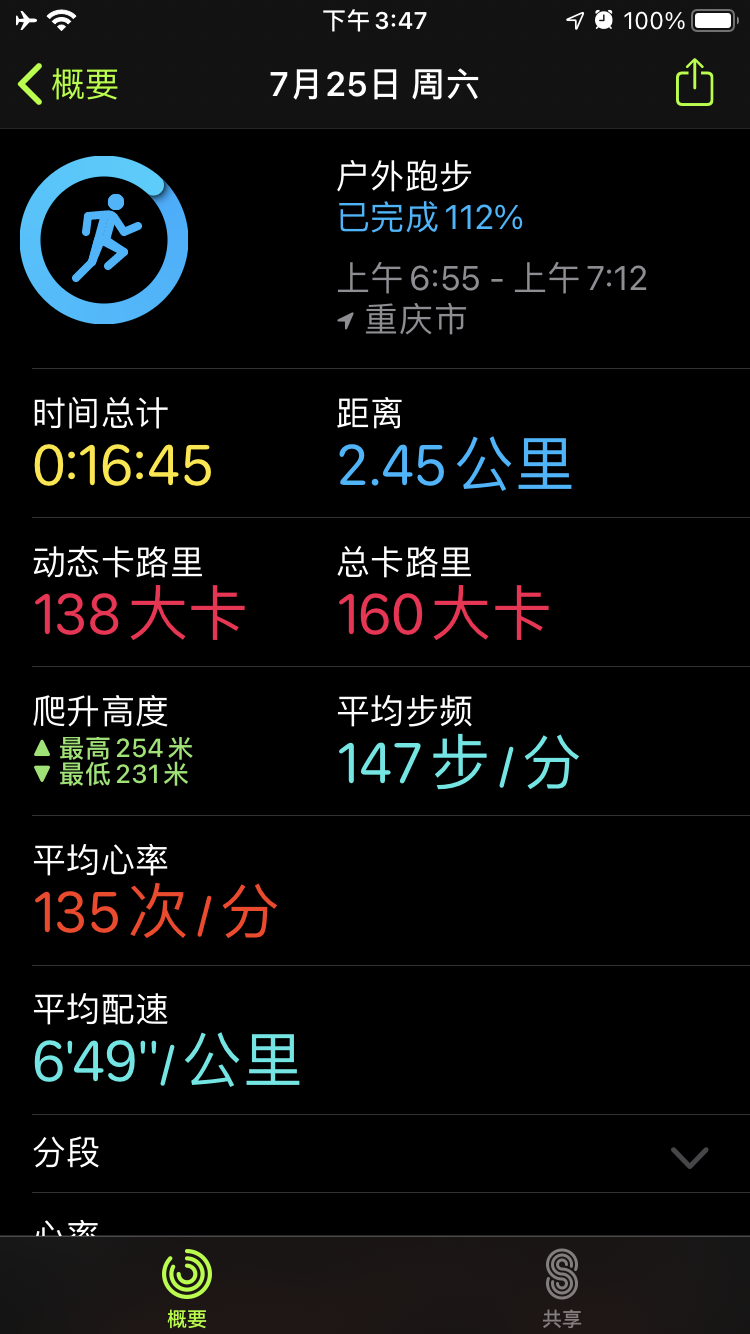 下午3:47
100%
概要
7月25日 周六
户外跑步
已完成 112%
上午 6:55 - 上午 7:12
重庆市
时间总计
0:16:45
距离
2.45 公里
动态卡路里
138 大卡
总卡路里
160 大卡
爬升高度
最高 254 米
最低 231 米
平均步频
147 步 / 分
平均心率
135 次 / 分
平均配速
6'49"/ 公里
分段
心率
概要
共享